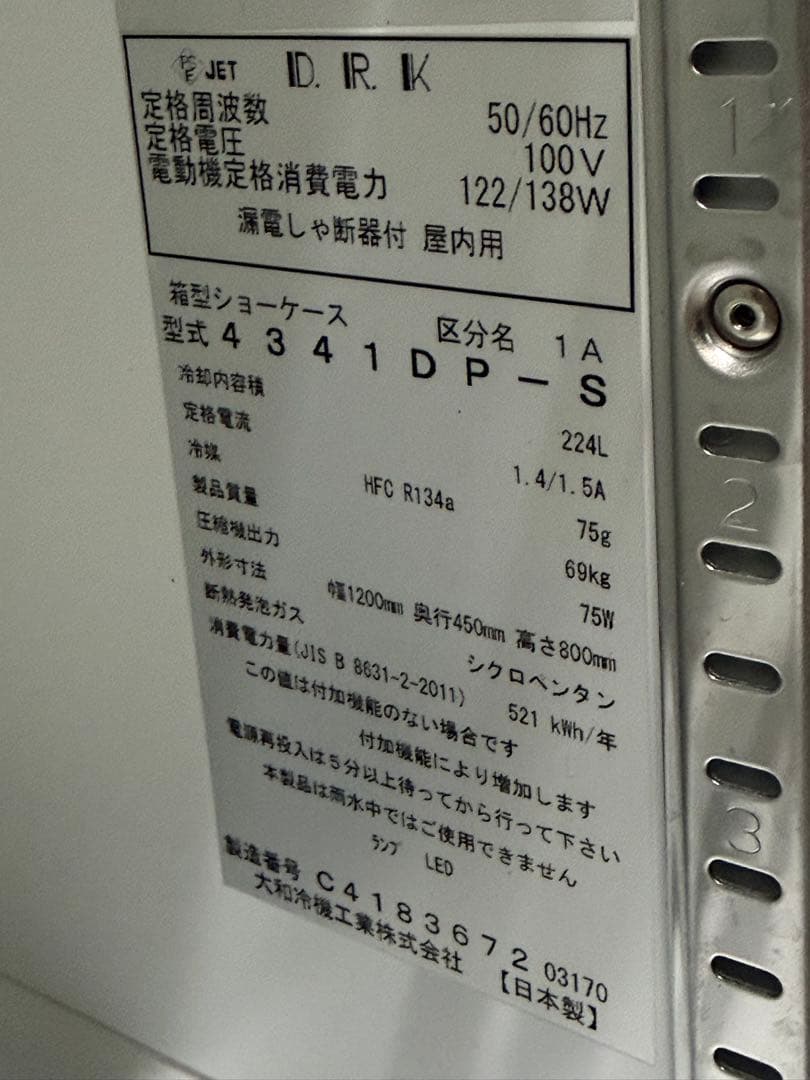 PSE JET D.R.K
定格周波数 50/60Hz
定格電圧 100V
電動機定格消費電力 122/138W
漏電しゃ断器付 屋内用
箱型ショーケース 区分名 1A
型式 4341DP-S
冷却内容積 224L
定格電流 1.4/1.5A
冷媒 HFC R134a 75g
製品質量 69kg
圧縮機出力 75W
外形寸法 幅1200mm 奥行450mm 高さ800mm
断熱発泡ガス シクロペンタン
消費電力量(JIS B 8631-2-2011) 521 kWh/年
この値は付加機能のない場合です
付加機能により増加します
電源再投入は5分以上待ってから行って下さい
本製品は雨水中ではご使用できません
ランプ LED
製造番号 C4183672 03170
大和冷機工業株式会社 【日本製】
1
2
3